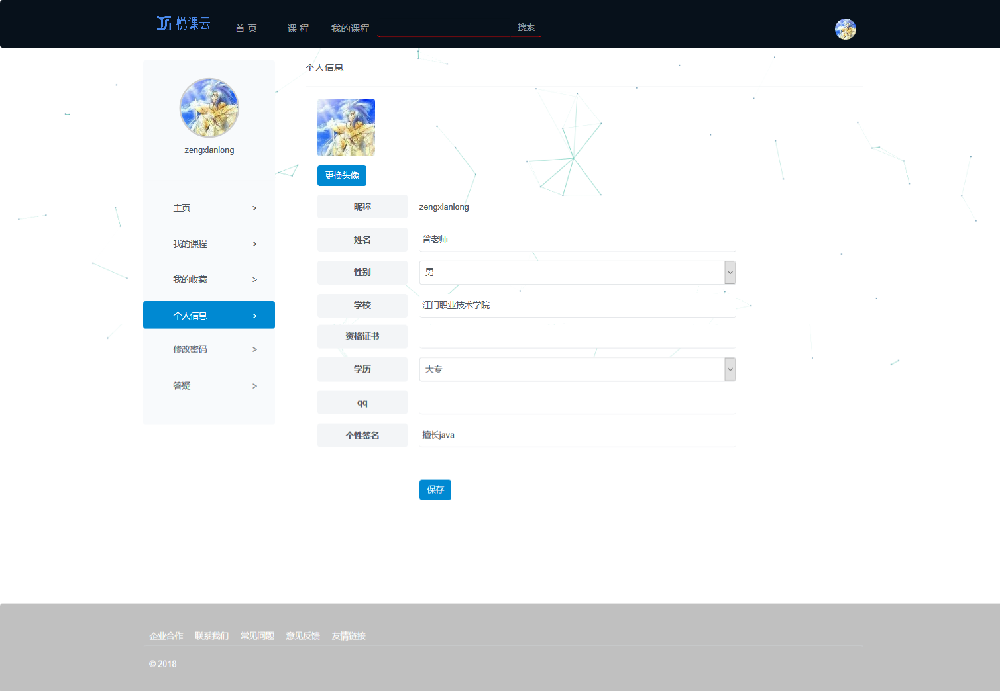 悦课云 首 页 课 程 我的课程 搜索
zengxianlong
主页 >
我的课程 >
我的收藏 >
个人信息 >
修改密码 >
答疑 >
个人信息
更换头像
昵称 zengxianlong
姓名 曾老师
性别 男
学校 江门职业技术学院
资格证书
学历 大专
qq
个性签名 擅长java
保存
企业合作 联系我们 常见问题 意见反馈 友情链接
© 2018